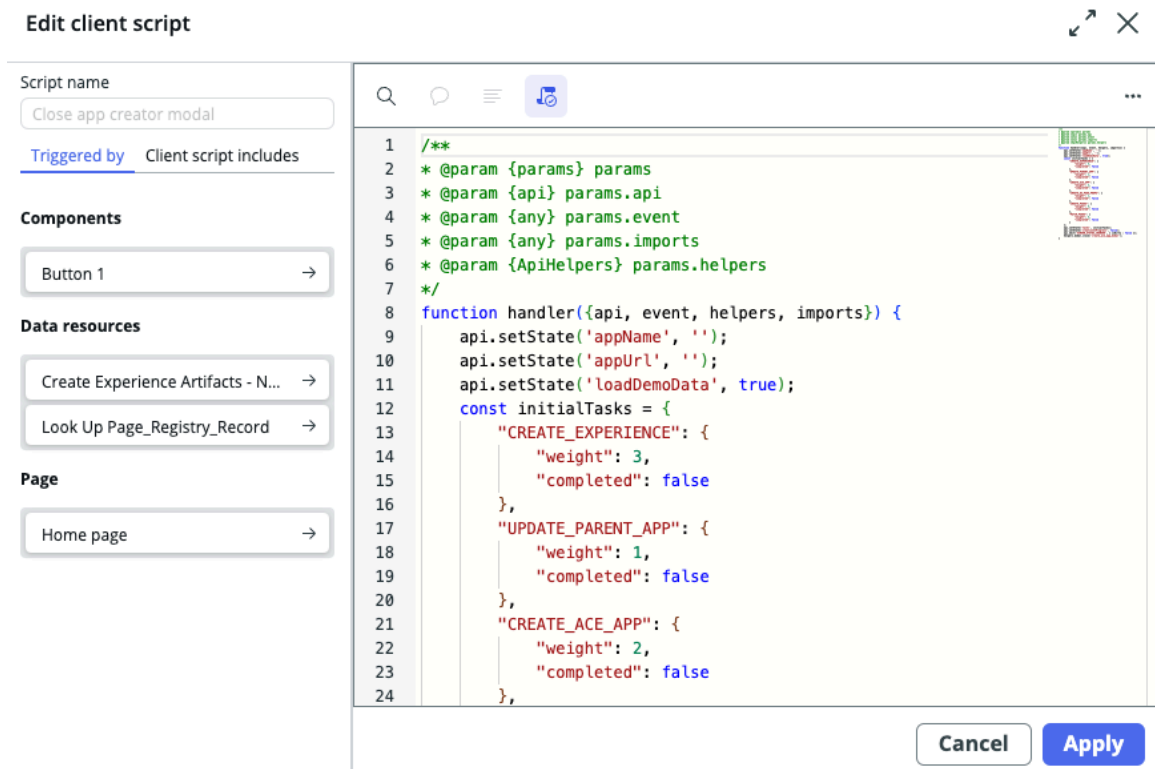 Edit client script
Script name
Close app creator modal
Triggered by
Client script includes
Components
Button 1
Data resources
Create Experience Artifacts - N...
Look Up Page_Registry_Record
Page
Home page
1 /**
2 * @param {params} params
3 * @param {api} params.api
4 * @param {any} params.event
5 * @param {any} params.imports
6 * @param {ApiHelpers} params.helpers
7 */
8 function handler({api, event, helpers, imports}) {
9 api.setState('appName', '');
10 api.setState('appUrl', '');
11 api.setState('loadDemoData', true);
12 const initialTasks = {
13 "CREATE_EXPERIENCE": {
14 "weight": 3,
15 "completed": false
16 },
17 "UPDATE_PARENT_APP": {
18 "weight": 1,
19 "completed": false
20 },
21 "CREATE_ACE_APP": {
22 "weight": 2,
23 "completed": false
24 },
Cancel
Apply